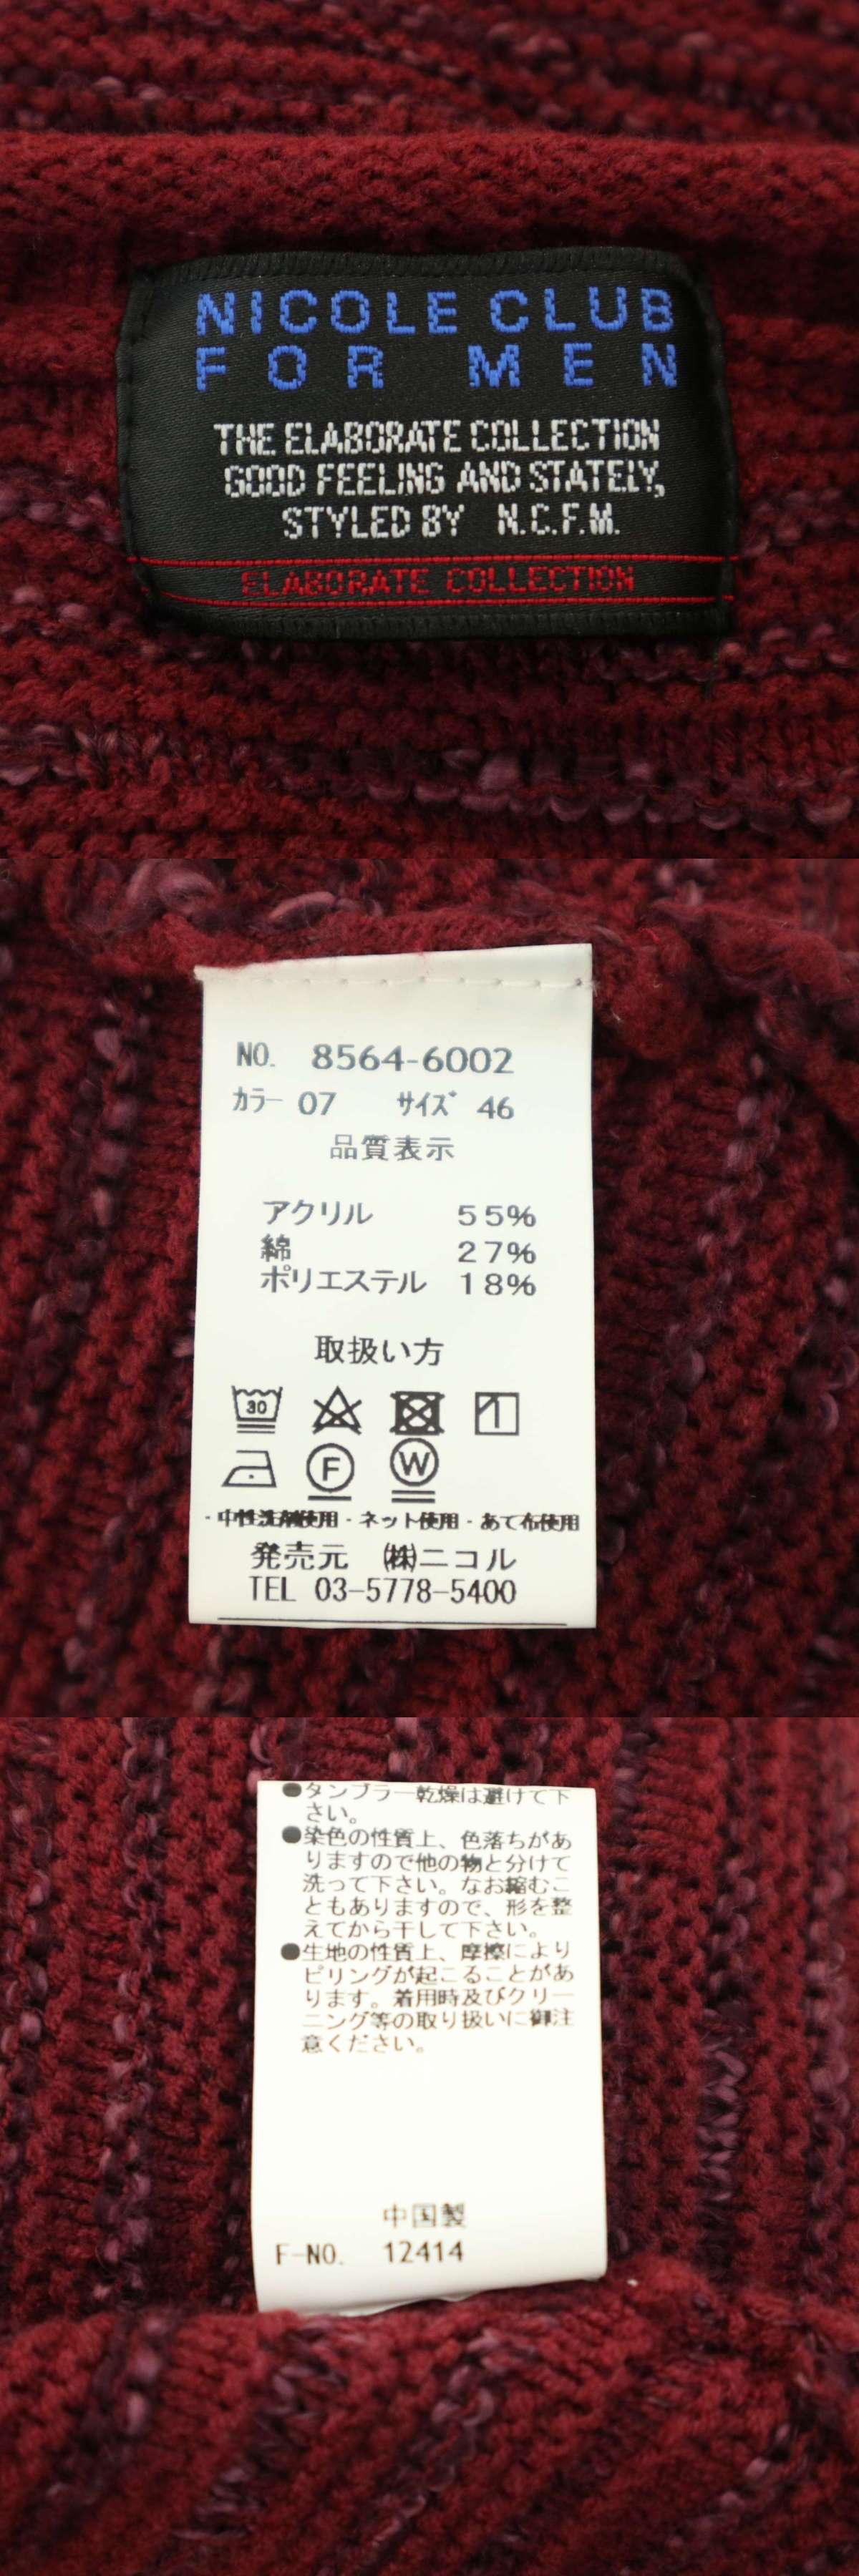 NICOLE CLUB
FOR MEN
THE ELABORATE COLLECTION
GOOD FEELING AND STATELY,
STYLED BY N.C.F.M.
ELABORATE COLLECTION
NO. 8564-6002
カラー 07 サイズ 46
品質表示
アクリル 55%
綿 27%
ポリエステル 18%
取扱い方
30
F W
・中性洗剤使用・ネット使用・あて布使用
発売元 ㈱ニコル
TEL 03-5778-5400
●タンブラー乾燥は避けて下
さい。
●染色の性質上、色落ちがあ
りますので他の物と分けて
洗って下さい。なお縮むこ
ともありますので、形を整
えてから干して下さい。
●生地の性質上、摩擦により
ピリングが起こることがあ
ります。着用時及びクリー
ニング等の取り扱いに御注
意ください。
中国製
F-NO. 12414